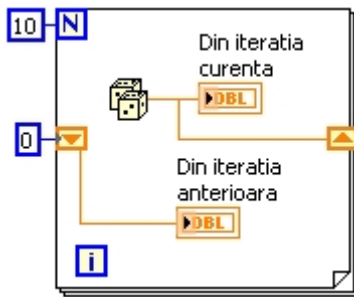 10 N
Din iteratia
curenta
DBL
0
Din iteratia
anterioara
DBL
i